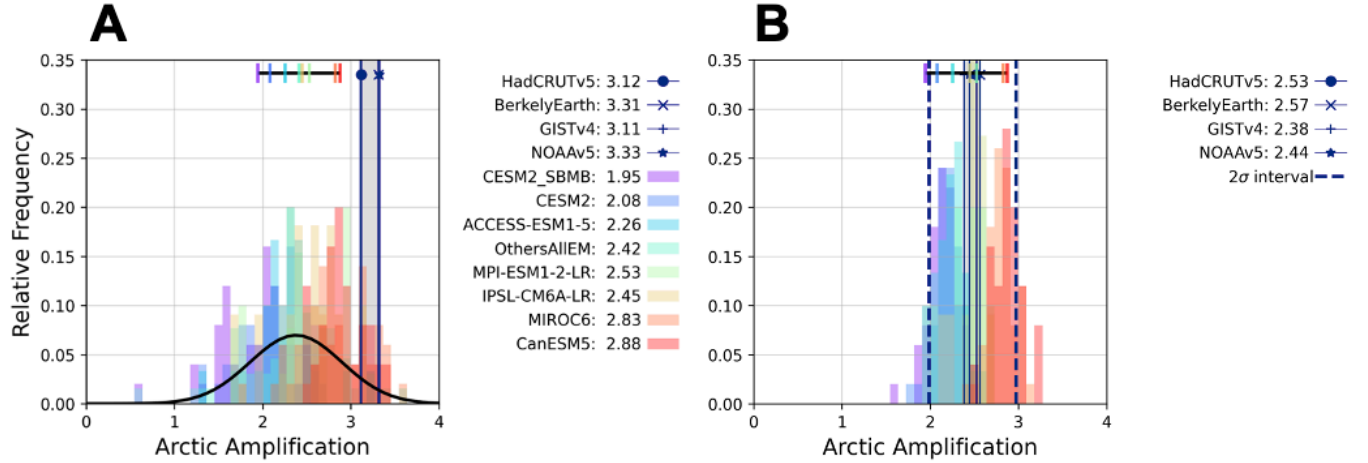 A
B
0.35
0.30
0.25
0.20
0.15
0.10
0.05
0.00
Relative Frequency
0
1
2
3
4
Arctic Amplification
HadCRUTv5: 3.12
BerkelyEarth: 3.31
GISTv4: 3.11
NOAAv5: 3.33
CESM2_SBMB: 1.95
CESM2: 2.08
ACCESS-ESM1-5: 2.26
OthersAllEM: 2.42
MPI-ESM1-2-LR: 2.53
IPSL-CM6A-LR: 2.45
MIROC6: 2.83
CanESM5: 2.88
0.35
0.30
0.25
0.20
0.15
0.10
0.05
0.00
0
1
2
3
4
Arctic Amplification
HadCRUTv5: 2.53
BerkelyEarth: 2.57
GISTv4: 2.38
NOAAv5: 2.44
2σ interval